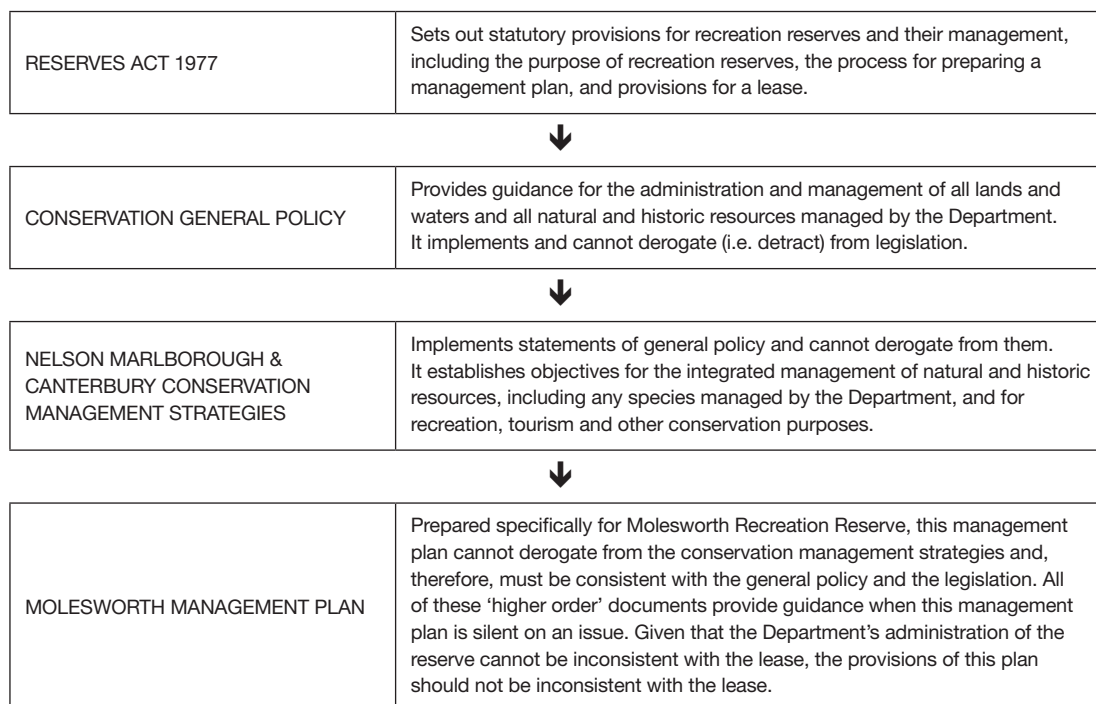 RESERVES ACT 1977
Sets out statutory provisions for recreation reserves and their management,
including the purpose of recreation reserves, the process for preparing a
management plan, and provisions for a lease.
CONSERVATION GENERAL POLICY
Provides guidance for the administration and management of all lands and
waters and all natural and historic resources managed by the Department.
It implements and cannot derogate (i.e. detract) from legislation.
NELSON MARLBOROUGH &
CANTERBURY CONSERVATION
MANAGEMENT STRATEGIES
Implements statements of general policy and cannot derogate from them.
It establishes objectives for the integrated management of natural and historic
resources, including any species managed by the Department, and for
recreation, tourism and other conservation purposes.
MOLESWORTH MANAGEMENT PLAN
Prepared specifically for Molesworth Recreation Reserve, this management
plan cannot derogate from the conservation management strategies and,
therefore, must be consistent with the general policy and the legislation. All
of these ‘higher order’ documents provide guidance when this management
plan is silent on an issue. Given that the Department’s administration of the
reserve cannot be inconsistent with the lease, the provisions of this plan
should not be inconsistent with the lease.